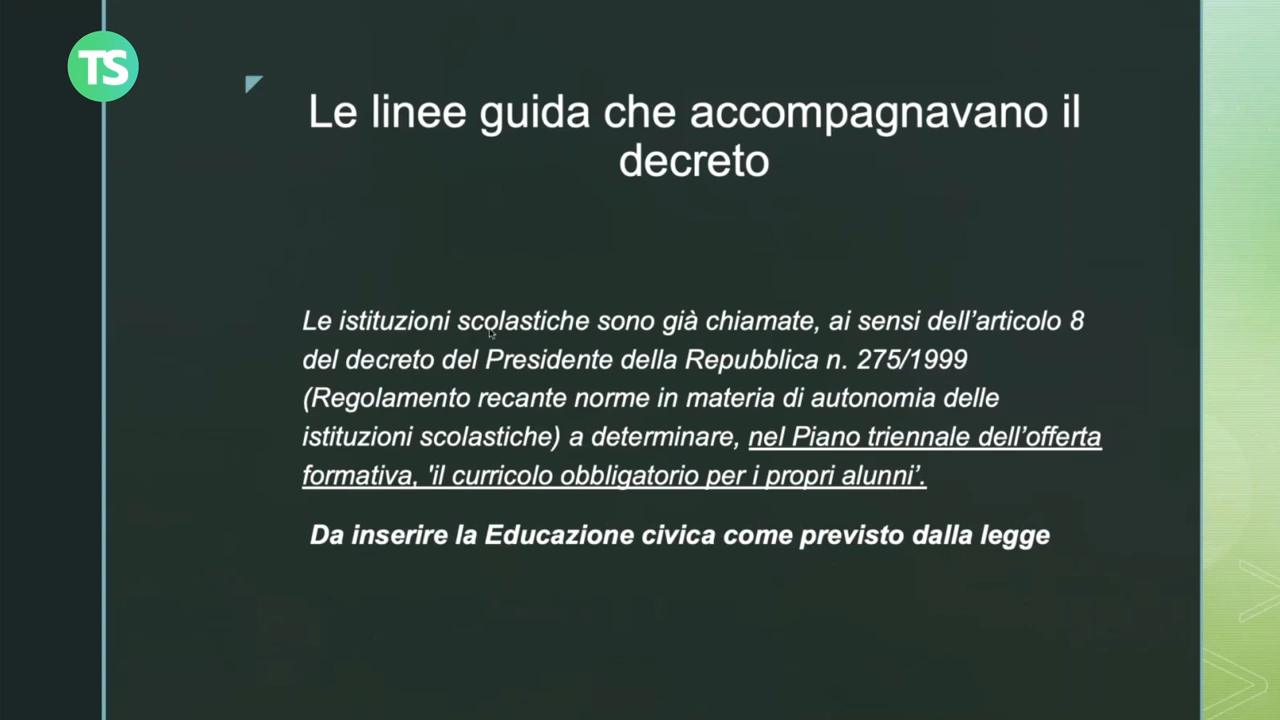 TS
Le linee guida che accompagnavano il
decreto
Le istituzioni scolastiche sono già chiamate, ai sensi dell’articolo 8
del decreto del Presidente della Repubblica n. 275/1999
(Regolamento recante norme in materia di autonomia delle
istituzioni scolastiche) a determinare, nel Piano triennale dell’offerta
formativa, 'il curricolo obbligatorio per i propri alunni’.
Da inserire la Educazione civica come previsto dalla legge